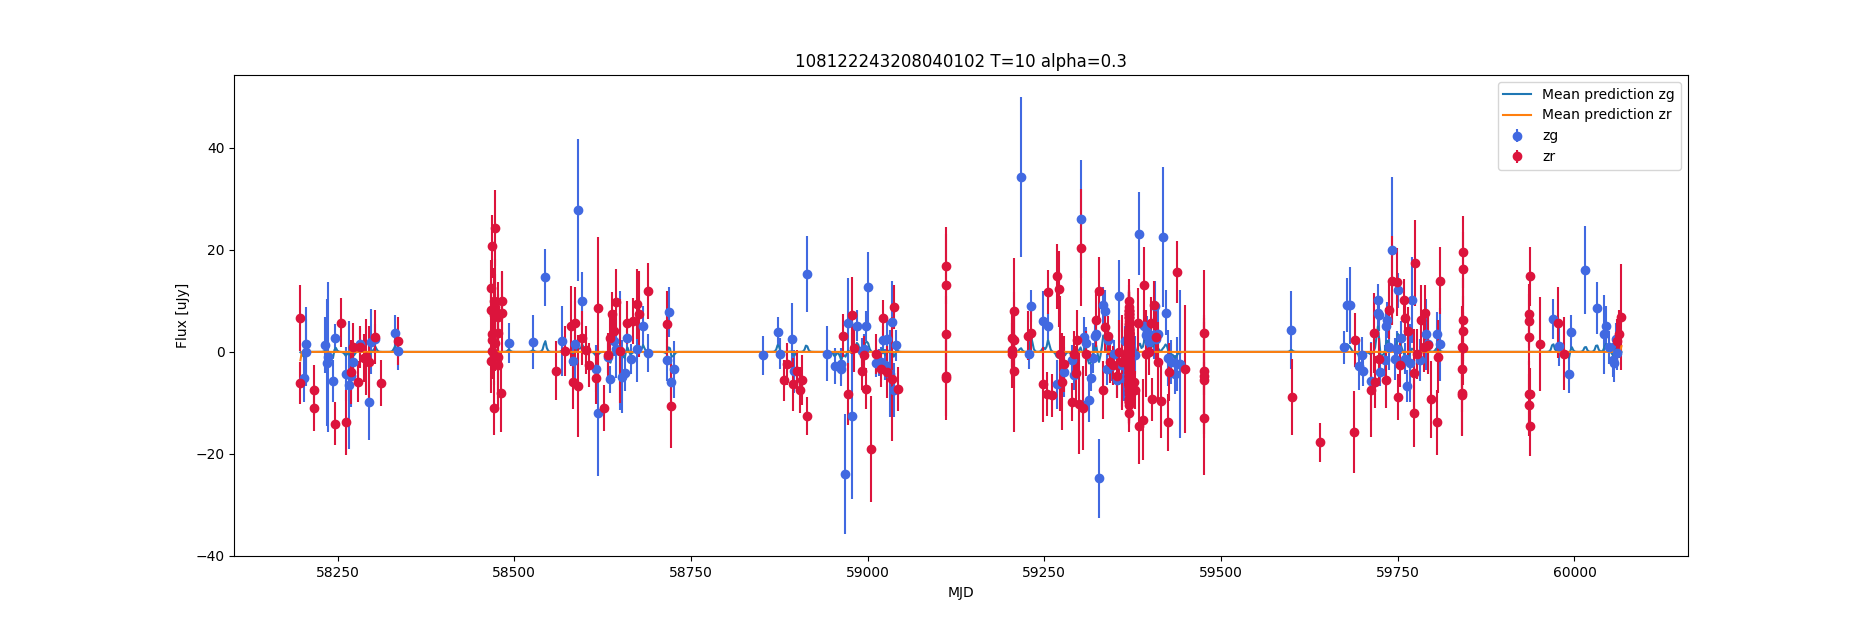 108122243208040102 T=10 alpha=0.3
Mean prediction zg
Mean prediction zr
zg
zr
Flux [uJy]
40
20
0
−20
−40
58250 58500 58750 59000 59250 59500 59750 60000
MJD